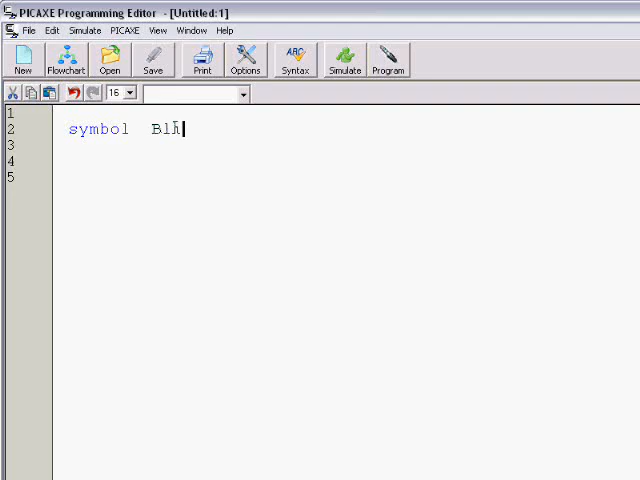 PICAXE Programming Editor - [Untitled:1]
File Edit Simulate PICAXE View Window Help
New Flowchart Open Save Print Options ABC Syntax Simulate Program
16
1
2 symbol
3
4
5